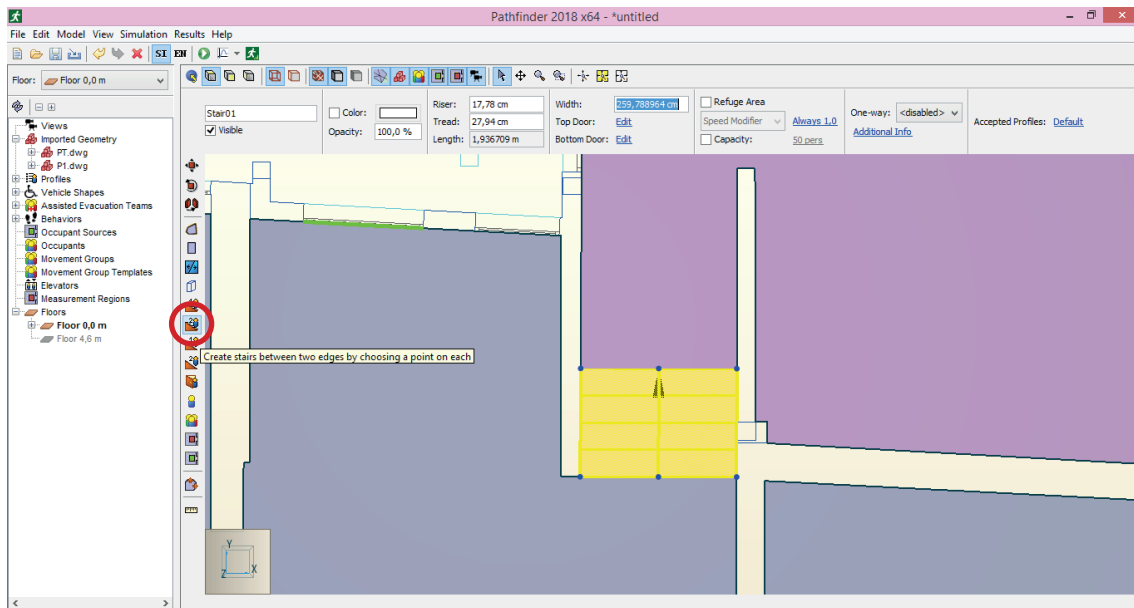 Pathfinder 2018 x64 - *untitled
File Edit Model View Simulation Results Help
SI EN
Floor: Floor 0,0 m
Views
Imported Geometry
PT.dwg
P1.dwg
Profiles
Vehicle Shapes
Assisted Evacuation Teams
Behaviors
Occupant Sources
Occupants
Movement Groups
Movement Group Templates
Elevators
Measurement Regions
Floors
Floor 0,0 m
Floor 4,6 m
Stair01
Visible
Color:
Opacity: 100,0 %
Riser: 17,78 cm
Tread: 27,94 cm
Length: 1,936709 m
Width: 259,788964 cm
Top Door: Edit
Bottom Door: Edit
Refuge Area
Speed Modifier Always 1,0
Capacity: 50 pers
One-way: <disabled>
Additional Info
Accepted Profiles: Default
Create stairs between two edges by choosing a point on each
Y
Z X